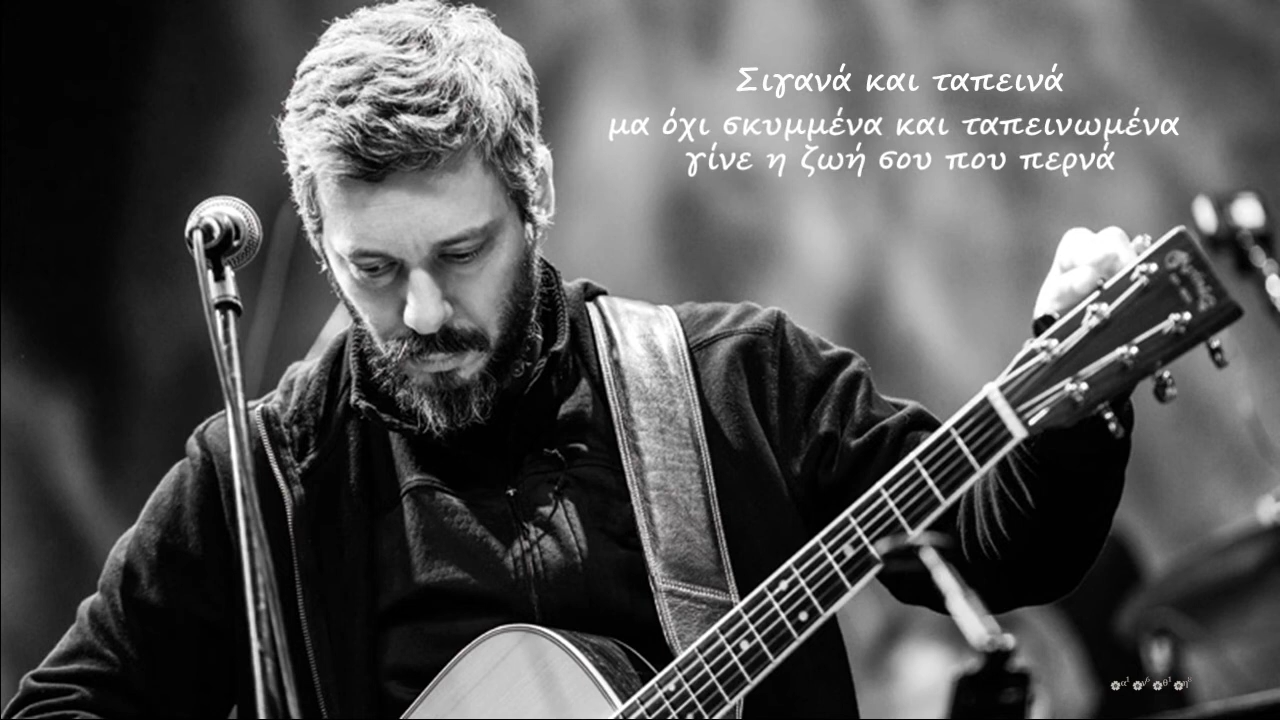 Σιγανά και ταπεινά
μα όχι σκυμμένα και ταπεινωμένα
γίνε η ζωή σου που περνά